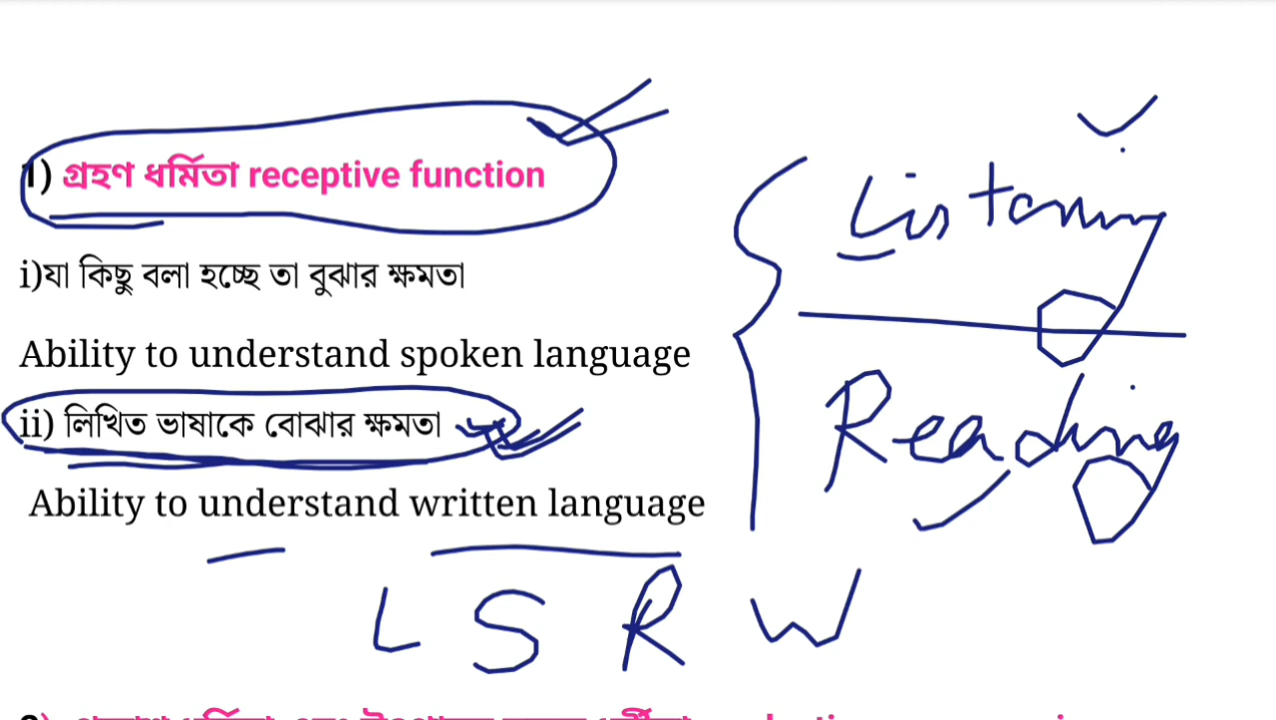 1) গ্রহণ ধর্মিতা receptive function
i)যা কিছু বলা হচ্ছে তা বুঝার ক্ষমতা
Ability to understand spoken language
ii) লিখিত ভাষাকে বোঝার ক্ষমতা
Ability to understand written language
Listening
Reading
L S R W